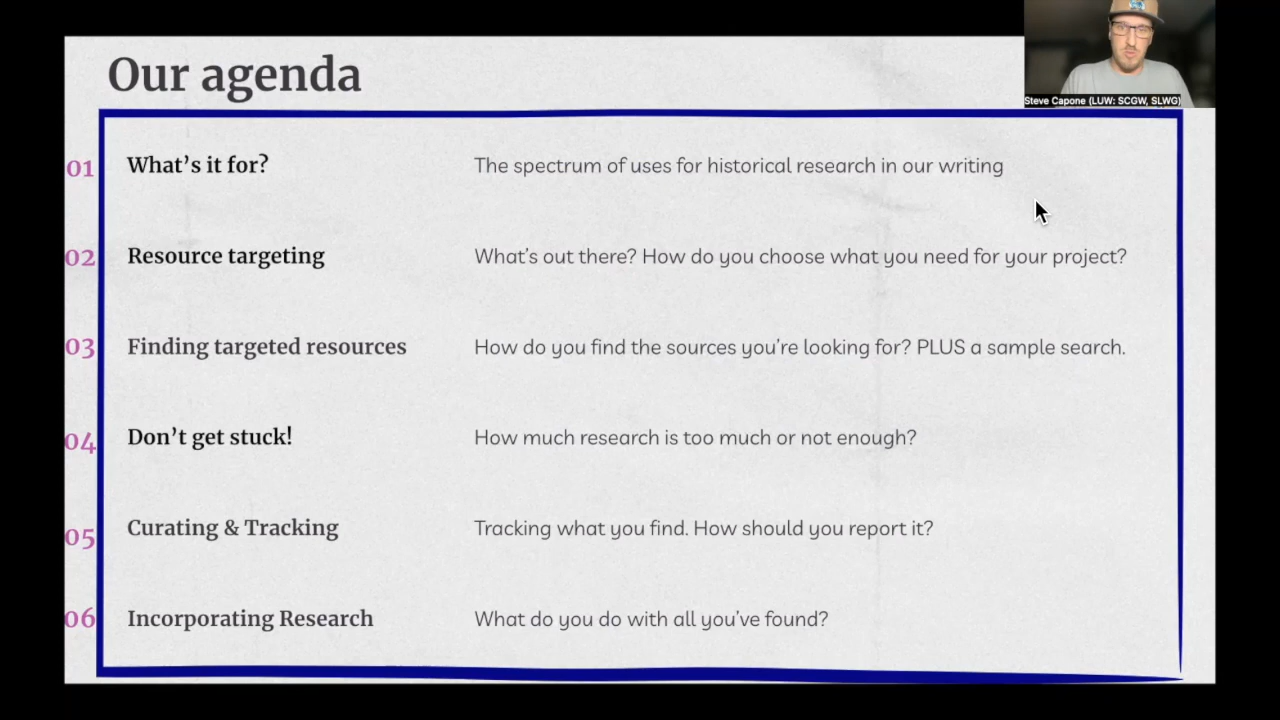 Our agenda
Steve Capone (LUW: SCGW, SLWG)
01 What's it for? The spectrum of uses for historical research in our writing
02 Resource targeting What's out there? How do you choose what you need for your project?
03 Finding targeted resources How do you find the sources you're looking for? PLUS a sample search.
04 Don't get stuck! How much research is too much or not enough?
05 Curating & Tracking Tracking what you find. How should you report it?
06 Incorporating Research What do you do with all you've found?